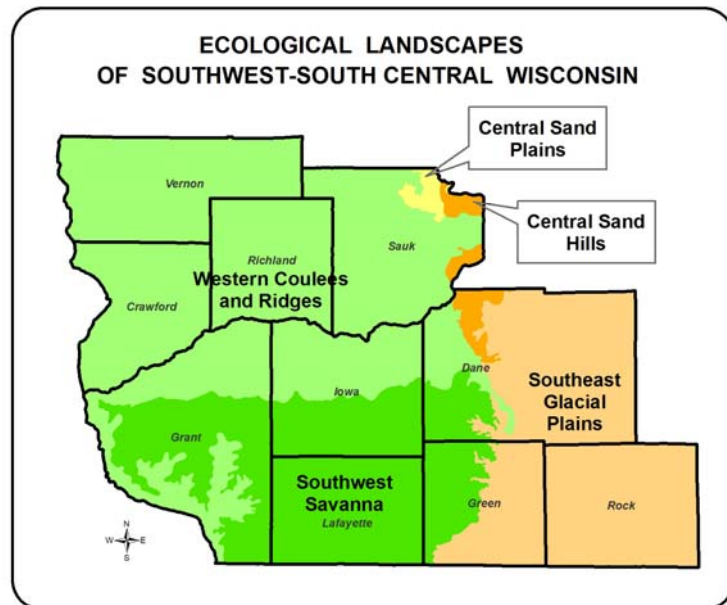 ECOLOGICAL LANDSCAPES
OF SOUTHWEST-SOUTH CENTRAL WISCONSIN
Central Sand
Plains
Vernon
Central Sand
Hills
Richland
Sauk
Western Coulees
and Ridges
Crawford
Dane
Southeast
Glacial
Plains
Iowa
Grant
Southwest
Savanna
Lafayette
Green
Rock
N
W E
S